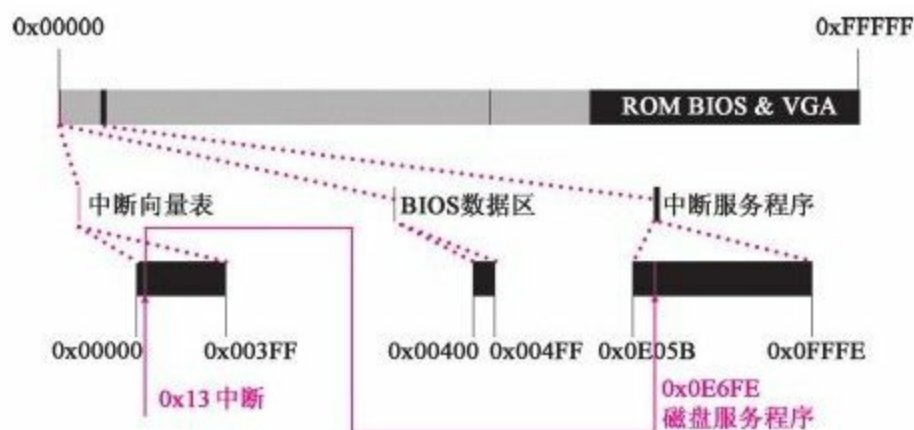 0x00000
0xFFFFF
ROM BIOS & VGA
中断向量表
BIOS数据区
中断服务程序
0x00000
0x003FF
0x00400
0x004FF
0x0E05B
0x0FFFE
0x13 中断
0x0E6FE
磁盘服务程序